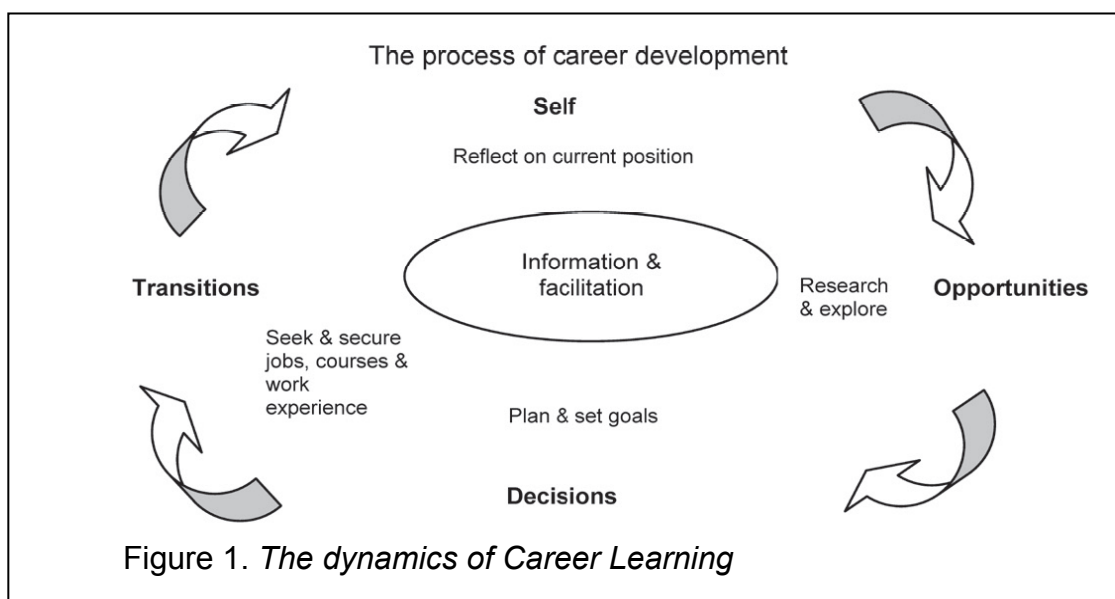 The process of career development
Self
Reflect on current position
Information &
facilitation
Transitions
Research
& explore
Opportunities
Seek & secure
jobs, courses &
work
experience
Plan & set goals
Decisions
Figure 1. The dynamics of Career Learning